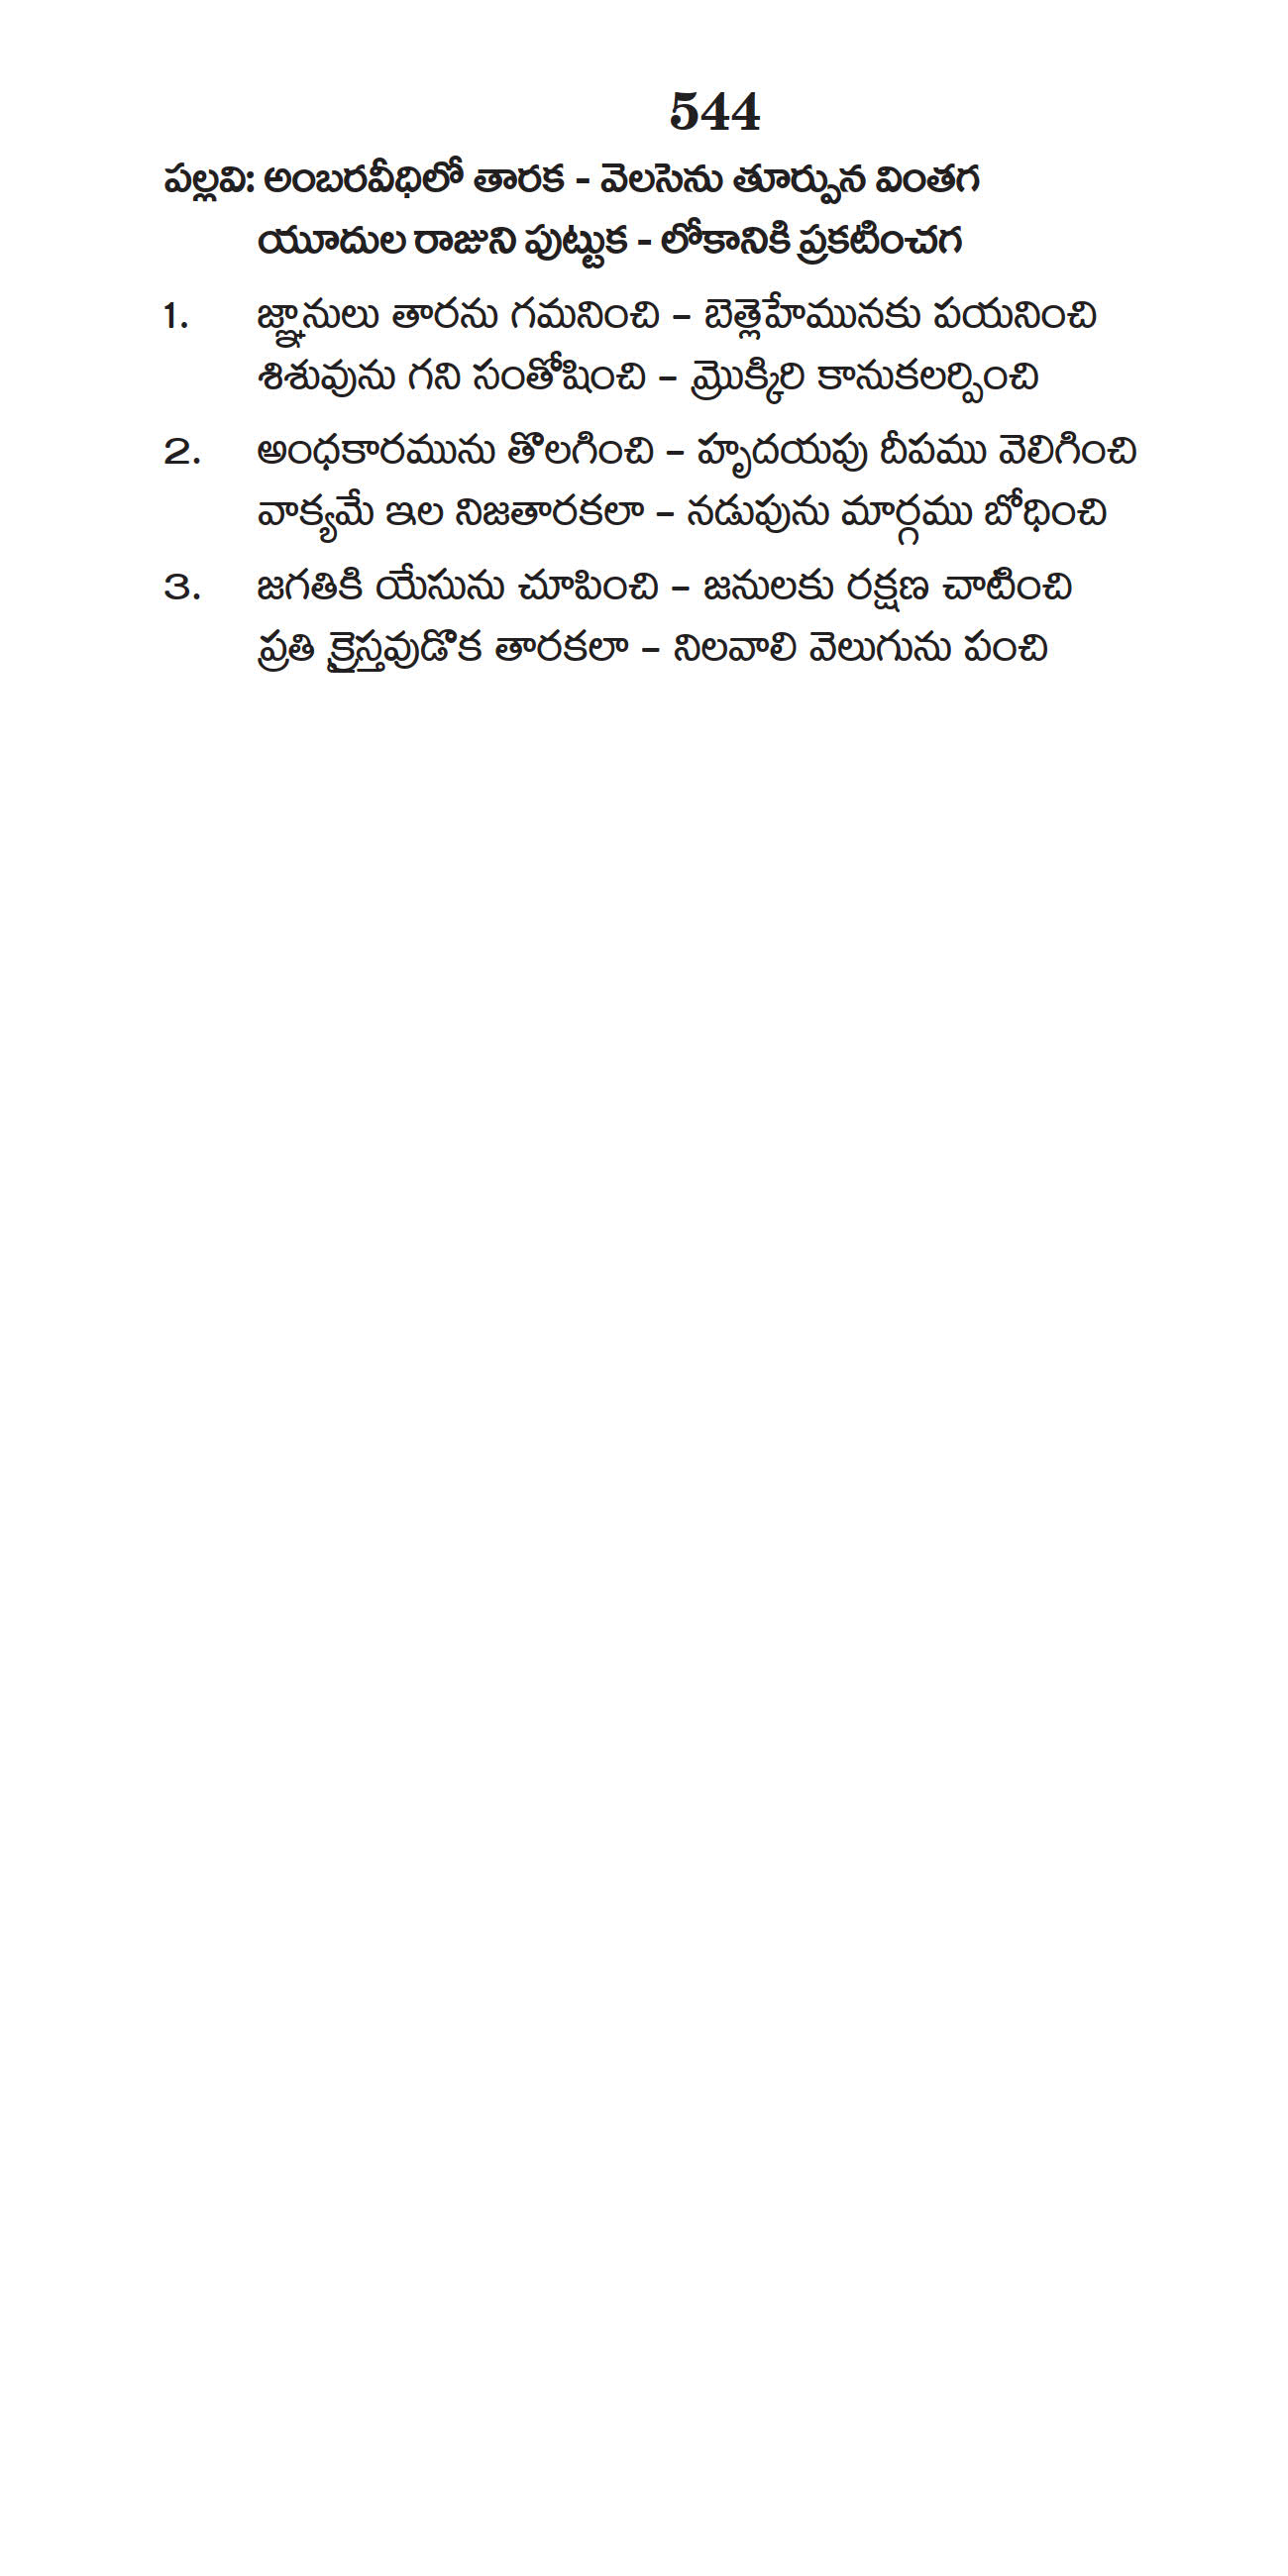 544
పల్లవి: అంబరవీధిలో తారక - వెలసెను తూర్పున వింతగ
యూదుల రాజుని పుట్టుక - లోకానికి ప్రకటించగ
1. జ్ఞానులు తారను గమనించి – బెత్లెహేమునకు పయనించి
శిశువును గని సంతోషించి – మ్రొక్కిరి కానుకలర్పించి
2. అంధకారమును తొలగించి – హృదయపు దీపము వెలిగించి
వాక్యమే ఇల నిజతారకలా – నడుపును మార్గము బోధించి
3. జగతికి యేసును చూపించి – జనులకు రక్షణ చాటించి
ప్రతి క్రైస్తవుడొక తారకలా – నిలవాలి వెలుగును పంచి